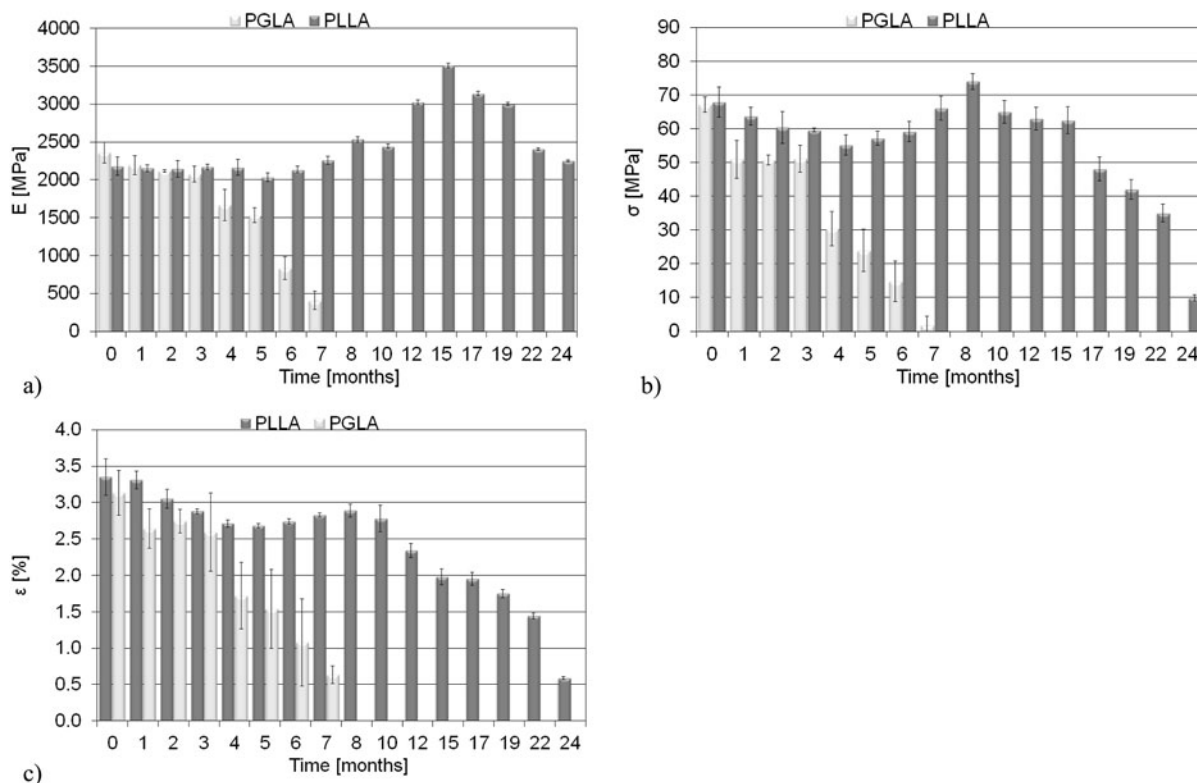 PGLA PLLA
4000
3500
3000
2500
2000
1500
1000
500
0
E [MPa]
0 1 2 3 4 5 6 7 8 10 12 15 17 19 22 24
Time [months]
a)
PGLA PLLA
90
80
70
60
50
40
30
20
10
0
σ [MPa]
0 1 2 3 4 5 6 7 8 10 12 15 17 19 22 24
Time [months]
b)
PLLA PGLA
4.0
3.5
3.0
2.5
2.0
1.5
1.0
0.5
0.0
ε [%]
0 1 2 3 4 5 6 7 8 10 12 15 17 19 22 24
Time [months]
c)